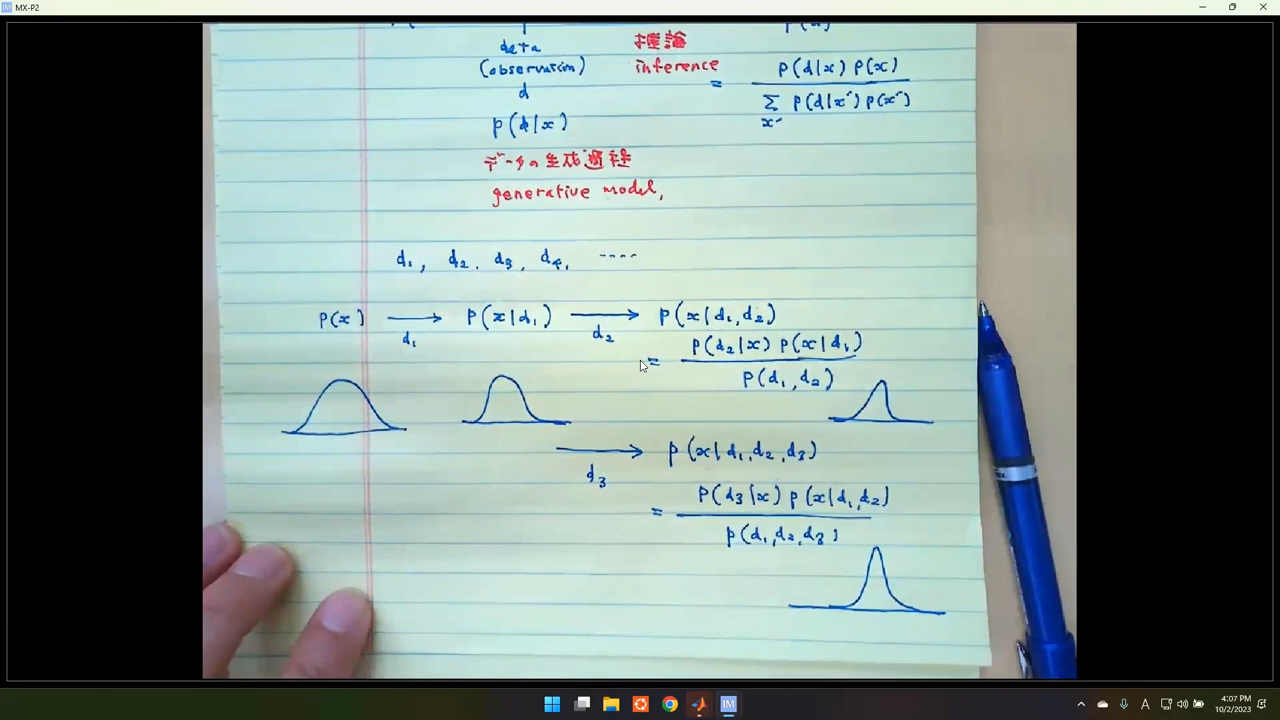 MX-P2
data
(observation)
d
p(d|x)
推論
inference
= p(d|x) p(x)
Σ p(d|x') p(x')
x'
データの生成過程
generative model,
d1, d2, d3, d4, ----
p(x) → p(x|d1) → p(x|d1, d2)
d1 d2
= p(d2|x) p(x|d1)
p(d1, d2)
→ p(x|d1, d2, d3)
d3
= p(d3|x) p(x|d1, d2)
p(d1, d2, d3)
A
4:07 PM
10/2/2023